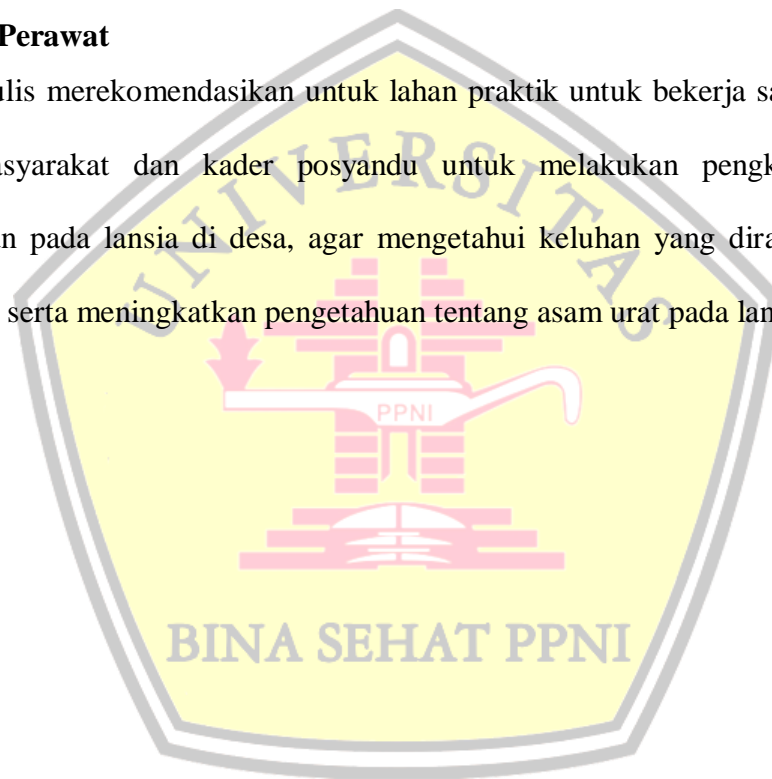 Perawat
ulis merekomendasikan untuk lahan praktik untuk bekerja sa
asyarakat dan kader posyandu untuk melakukan pengk
n pada lansia di desa, agar mengetahui keluhan yang dira
serta meningkatkan pengetahuan tentang asam urat pada lan
UNIVERSITAS
PPNI
BINA SEHAT PPNI